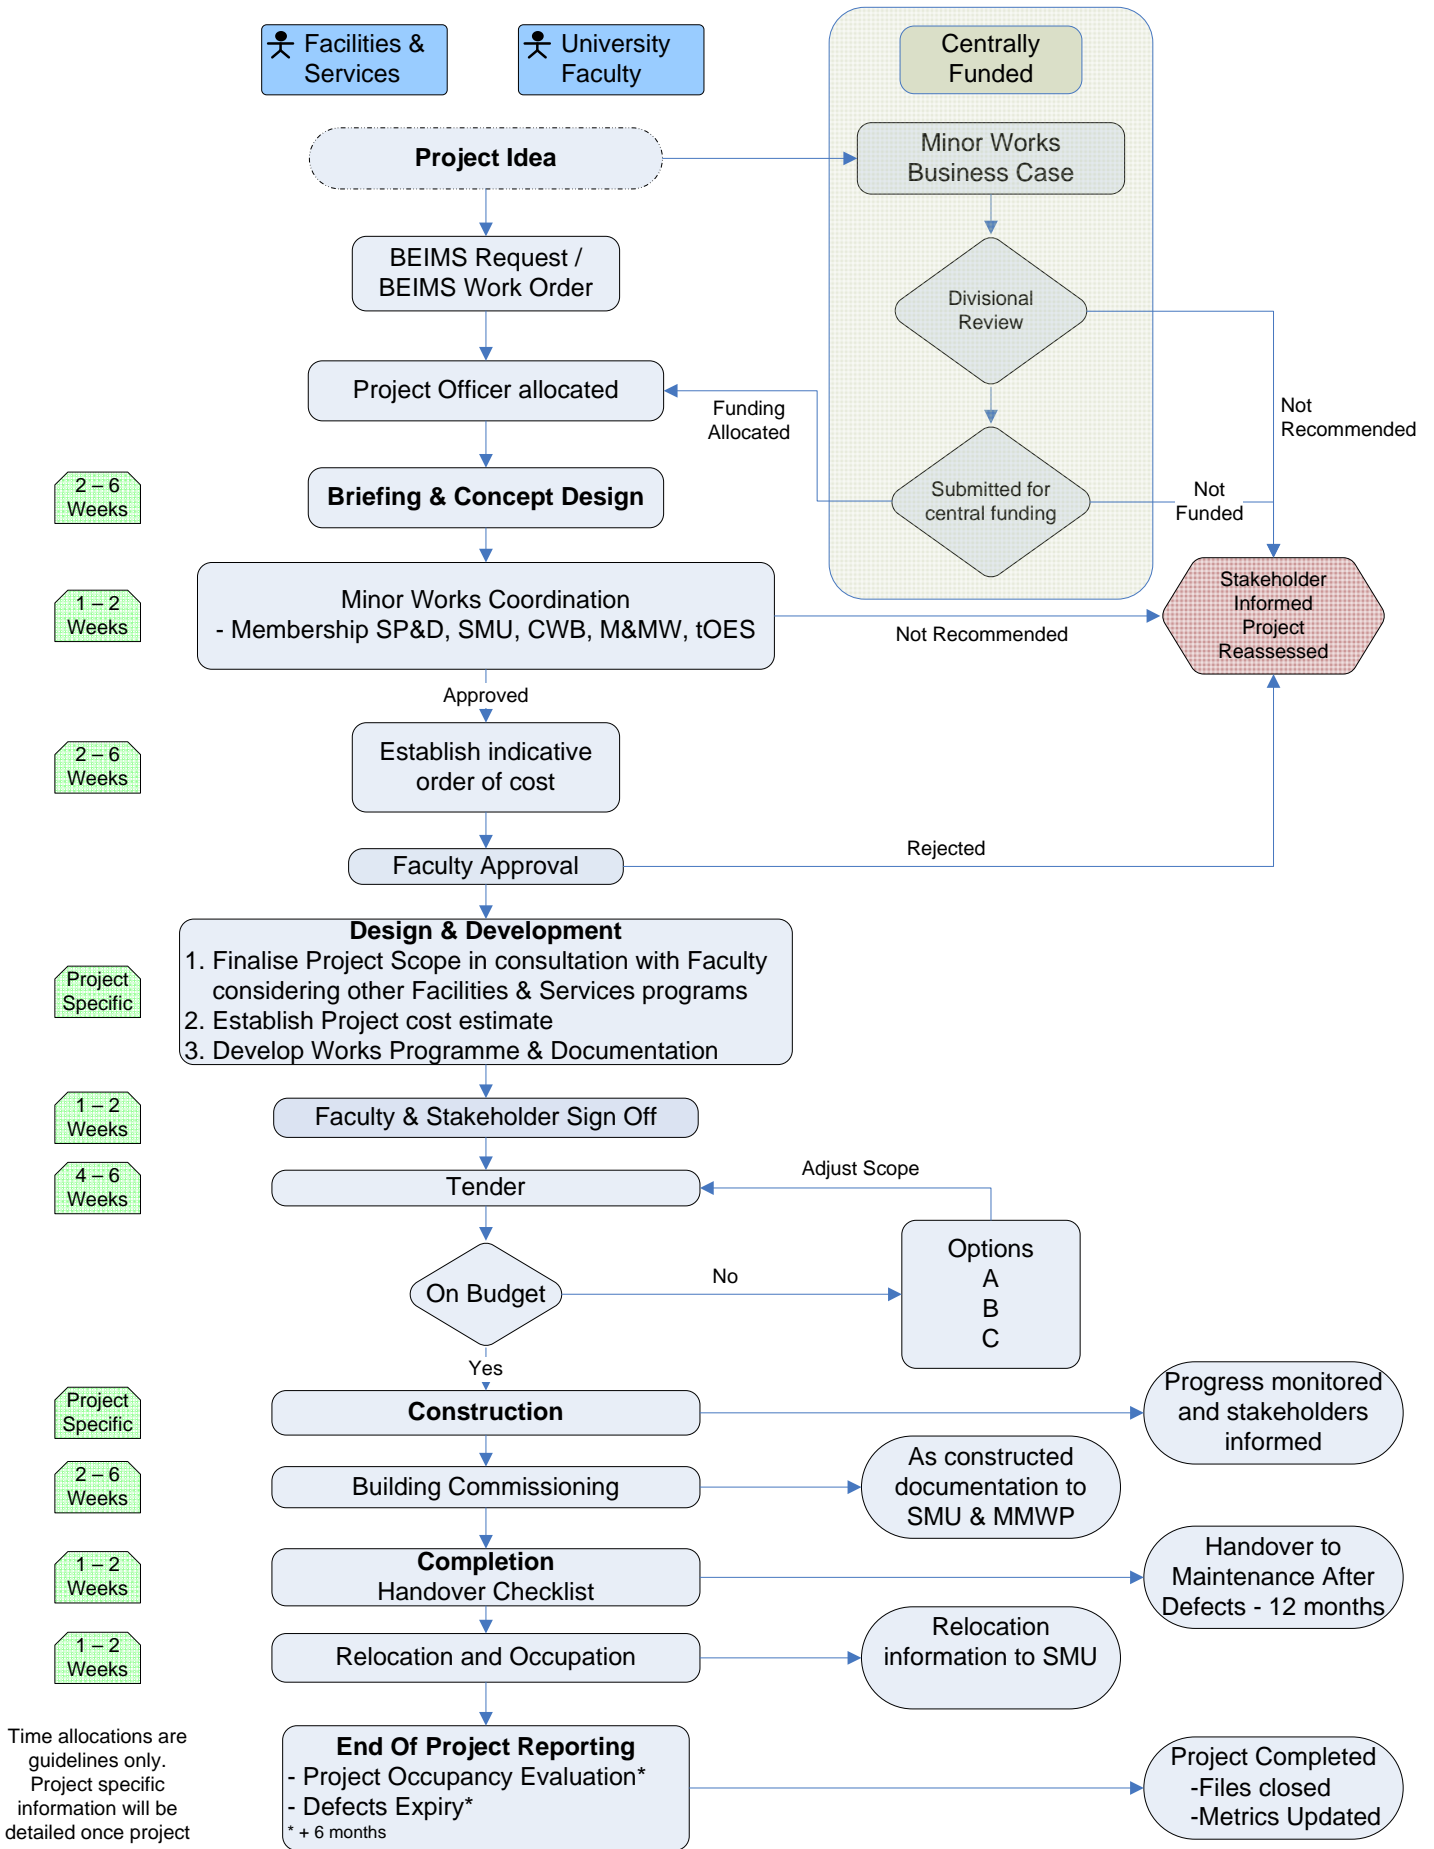 Facilities &
Services
University
Faculty
Centrally
Funded
Project Idea
Minor Works
Business Case
BEIMS Request /
BEIMS Work Order
Divisional
Review
Project Officer allocated
Funding
Allocated
Not
Recommended
2 – 6
Weeks
Briefing & Concept Design
Submitted for
central funding
Not
Funded
1 – 2
Weeks
Minor Works Coordination
- Membership SP&D, SMU, CWB, M&MW, tOES
Not Recommended
Stakeholder
Informed
Project
Reassessed
Approved
2 – 6
Weeks
Establish indicative
order of cost
Faculty Approval
Rejected
Project
Specific
Design & Development
1. Finalise Project Scope in consultation with Faculty
considering other Facilities & Services programs
2. Establish Project cost estimate
3. Develop Works Programme & Documentation
1 – 2
Weeks
Faculty & Stakeholder Sign Off
4 – 6
Weeks
Tender
Adjust Scope
On Budget
No
Options
A
B
C
Yes
Project
Specific
Construction
Progress monitored
and stakeholders
informed
2 – 6
Weeks
Building Commissioning
As constructed
documentation to
SMU & MMWP
1 – 2
Weeks
Completion
Handover Checklist
Handover to
Maintenance After
Defects - 12 months
1 – 2
Weeks
Relocation and Occupation
Relocation
information to SMU
Time allocations are
guidelines only.
Project specific
information will be
detailed once project
End Of Project Reporting
- Project Occupancy Evaluation*
- Defects Expiry*
* + 6 months
Project Completed
-Files closed
-Metrics Updated